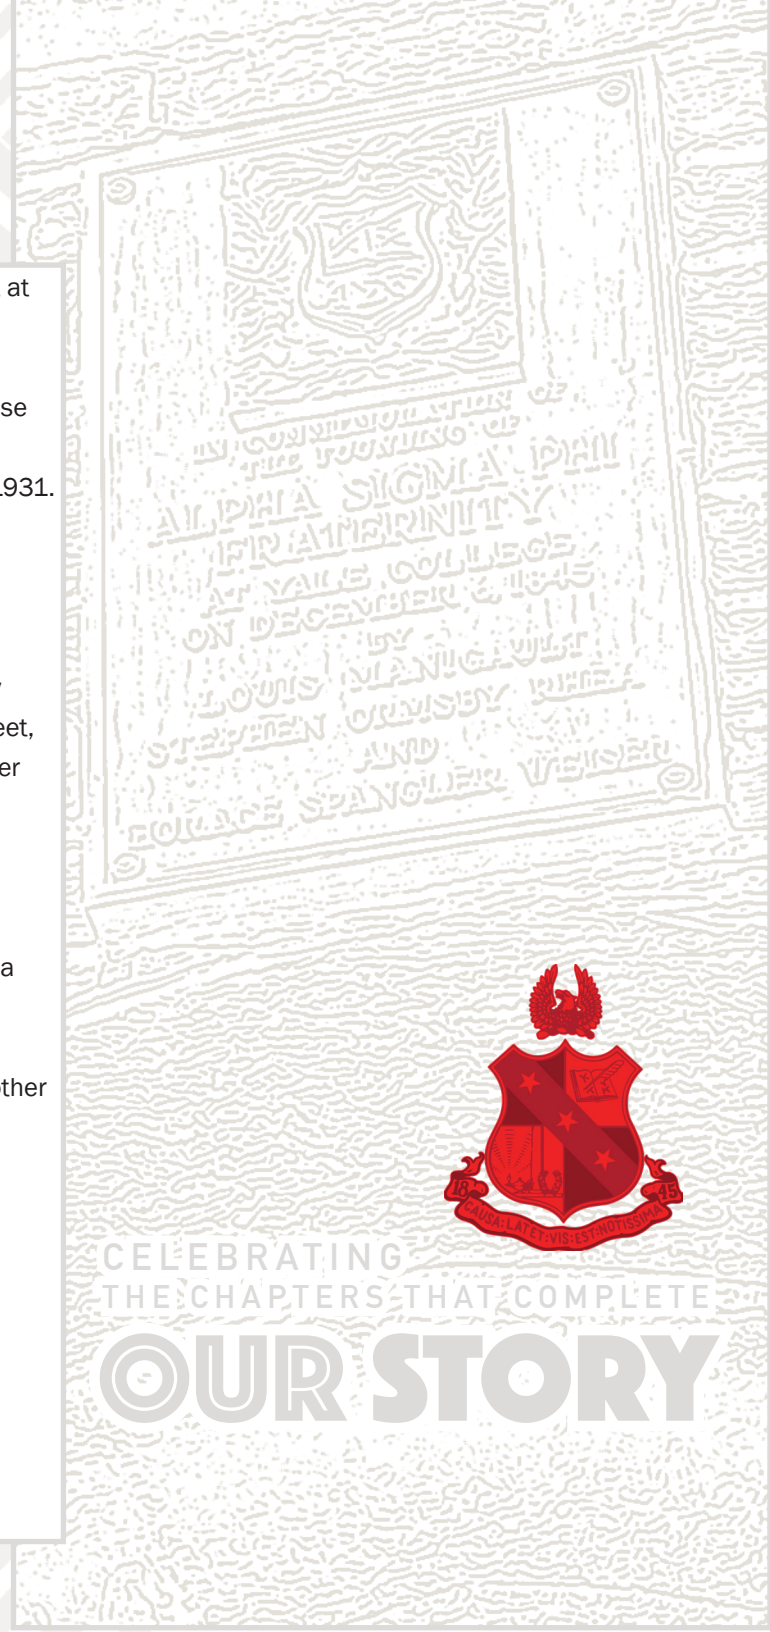 at
se
1931.
eet,
er
a
other
IN COMMEMORATION OF
THE FOUNDING OF
ALPHA SIGMA PHI
FRATERNITY
AT YALE COLLEGE
ON DECEMBER 6, 1845
BY
LOUIS MANIGAULT
STEPHEN ORMSBY RHEA
AND
HORACE SPANGLER WEISER
18 45
CAUSA:LATET:VIS:EST:NOTISSIMA
CELEBRATING
THE CHAPTERS THAT COMPLETE
OUR STORY